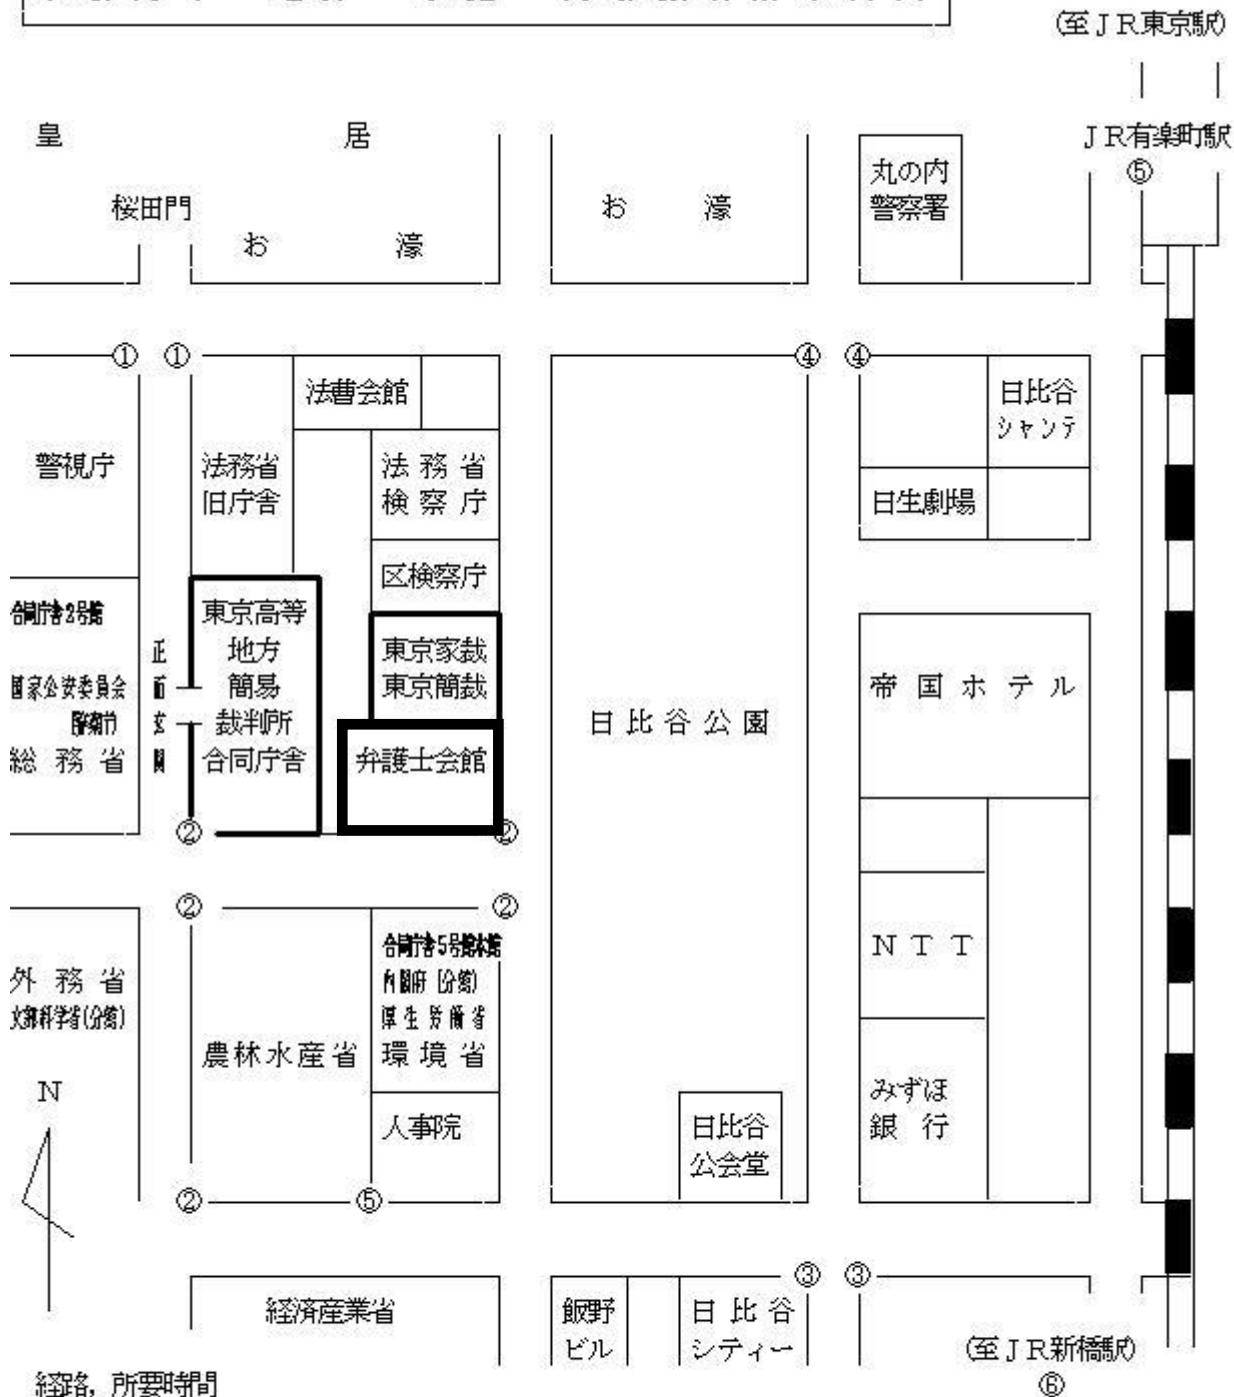 (至ＪＲ東京駅)
皇　居
ＪＲ有楽町駅
⑤
丸の内
警察署
桜田門
お　濠
お　濠
①　①
④　④
法曹会館
日比谷
シャンテ
警視庁
法務省
旧庁舎
法務省
検察庁
日生劇場
区検察庁
合同庁舎2号館
国家公安委員会
警察庁
総務省
正面玄関
東京高等
地方
簡易
裁判所
合同庁舎
東京家裁
東京簡裁
弁護士会館
日比谷公園
帝国ホテル
②　②
②　②
外務省
文部科学省(分館)
農林水産省
合同庁舎5号館本館
内閣府(分館)
厚生労働省
環境省
人事院
ＮＴＴ
みずほ
銀行
日比谷
公会堂
N
②　⑤
③　③
経済産業省
飯野
ビル
日比谷
シティー
(至ＪＲ新橋駅)
⑥
経路，所要時間